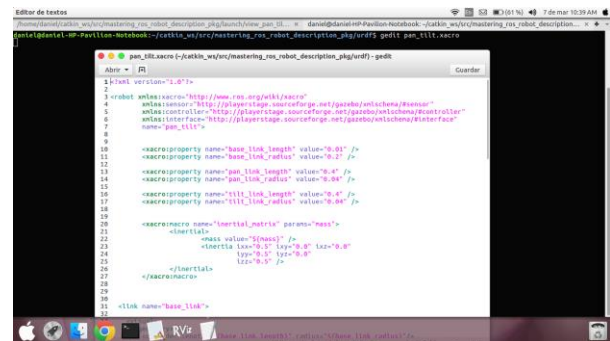 Editor de textos
(61 %)
7 de mar 10:39 AM
/home/daniel/catkin_ws/src/mastering_ros_robot_description_pkg/launch/view_pan_ti... ×
daniel@daniel-HP-Pavilion-Notebook: ~/catkin_ws/src/mastering_ros_robot_description... ×
daniel@daniel-HP-Pavilion-Notebook:~/catkin_ws/src/mastering_ros_robot_description_pkg/urdf$ gedit pan_tilt.xacro
pan_tilt.xacro (~/catkin_ws/src/mastering_ros_robot_description_pkg/urdf) - gedit
Abrir
Guardar
1 <?xml version="1.0"?>
2
3 <robot xmlns:xacro="http://www.ros.org/wiki/xacro"
4 xmlns:sensor="http://playerstage.sourceforge.net/gazebo/xmlschema/#sensor"
5 xmlns:controller="http://playerstage.sourceforge.net/gazebo/xmlschema/#controller"
6 xmlns:interface="http://playerstage.sourceforge.net/gazebo/xmlschema/#interface"
7 name="pan_tilt">
8
9
10 <xacro:property name="base_link_length" value="0.01" />
11 <xacro:property name="base_link_radius" value="0.2" />
12
13 <xacro:property name="pan_link_length" value="0.4" />
14 <xacro:property name="pan_link_radius" value="0.04" />
15
16 <xacro:property name="tilt_link_length" value="0.4" />
17 <xacro:property name="tilt_link_radius" value="0.04" />
18
19
20 <xacro:macro name="inertial_matrix" params="mass">
21 <inertial>
22 <mass value="${mass}" />
23 <inertia ixx="0.5" ixy="0.0" ixz="0.0"
24 iyy="0.5" iyz="0.0"
25 izz="0.5" />
26 </inertial>
27 </xacro:macro>
28
29
30
31 <link name="base_link">
32
RViz